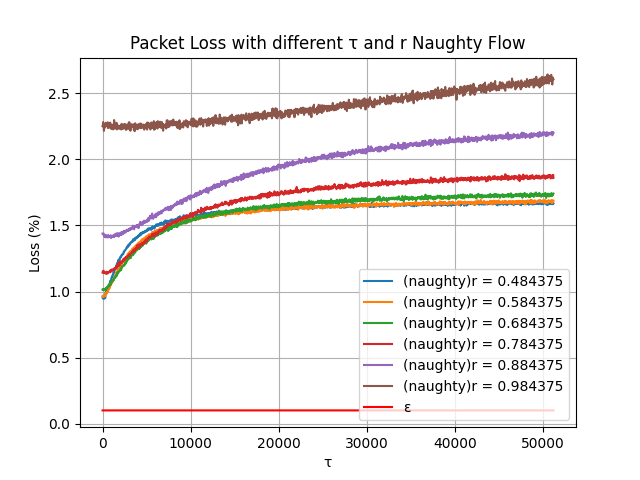 Packet Loss with different τ and r Naughty Flow
Loss (%)
2.5
2.0
1.5
1.0
0.5
0.0
0
10000
20000
30000
40000
50000
τ
(naughty)r = 0.484375
(naughty)r = 0.584375
(naughty)r = 0.684375
(naughty)r = 0.784375
(naughty)r = 0.884375
(naughty)r = 0.984375
ε